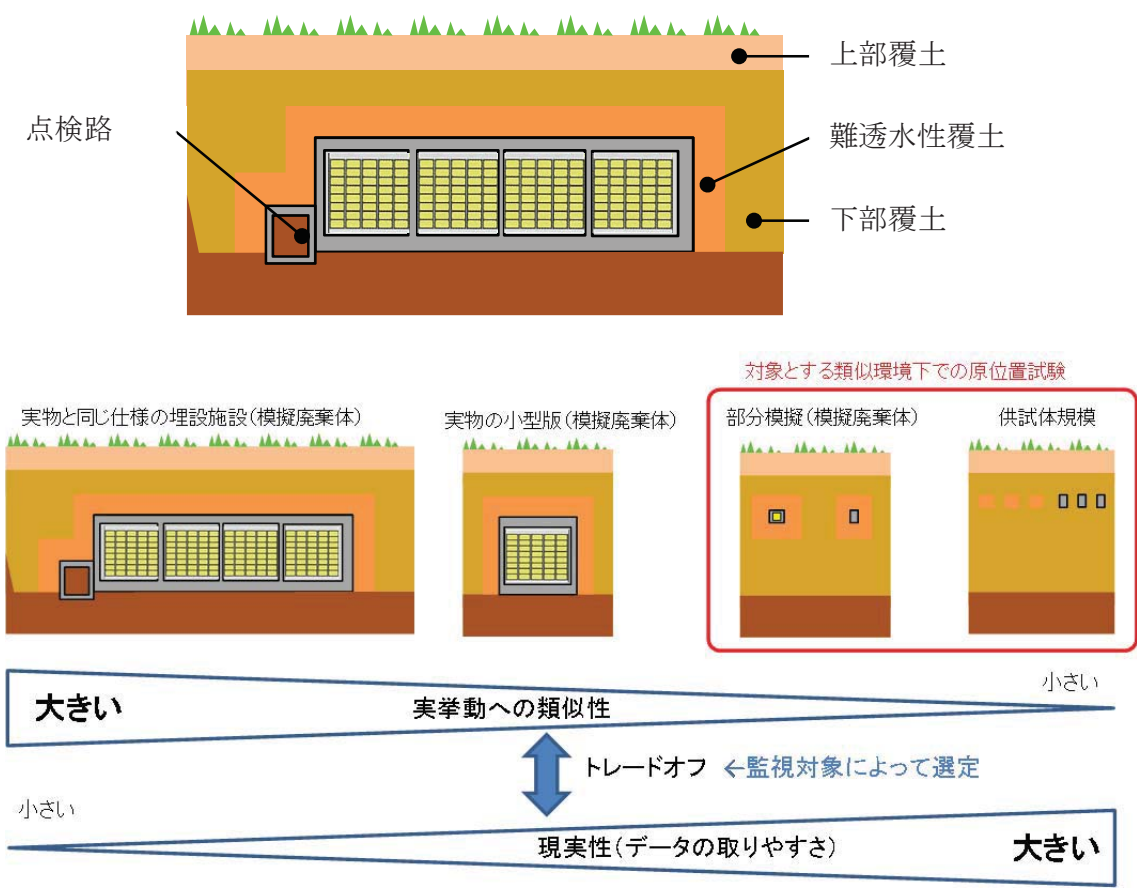 上部覆土
点検路
難透水性覆土
下部覆土
対象とする類似環境下での原位置試験
実物と同じ仕様の埋設施設(模擬廃棄体)
実物の小型版(模擬廃棄体)
部分模擬(模擬廃棄体)
供試体規模
大きい
実挙動への類似性
小さい
トレードオフ ←監視対象によって選定
小さい
現実性(データの取りやすさ)
大きい